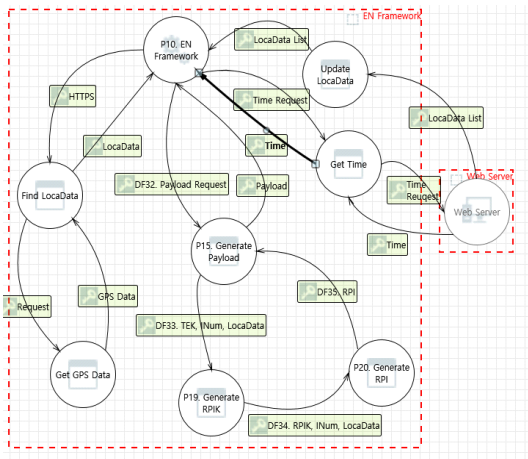 EN Framework
P10. EN
Framework
LocaData List
Update
LocaData
HTTPS
Time Request
LocaData List
LocaData
Time
Get Time
Web Server
DF32. Payload Request
Payload
Time
Reuqest
Find LocaData
Web Server
P15. Generate
Payload
Time
GPS Data
DF35. RPI
Request
DF33. TEK, INum, LocaData
Get GPS Data
P20. Generate
RPI
P19. Generate
RPIK
DF34. RPIK, INum, LocaData